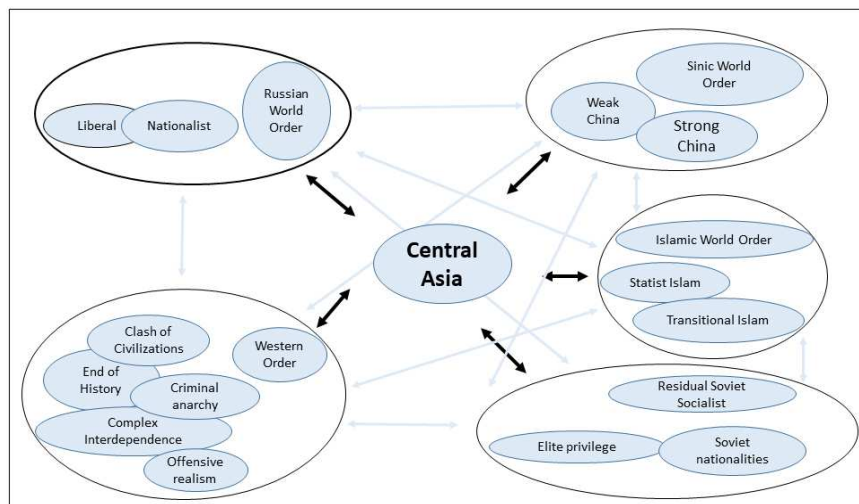 Russian
World
Order
Liberal
Nationalist
Sinic World
Order
Weak
China
Strong
China
Central
Asia
Islamic World Order
Statist Islam
Transitional Islam
Clash of
Civilizations
Western
Order
End of
History
Criminal
anarchy
Complex
Interdependence
Offensive
realism
Residual Soviet
Socialist
Elite privilege
Soviet
nationalities